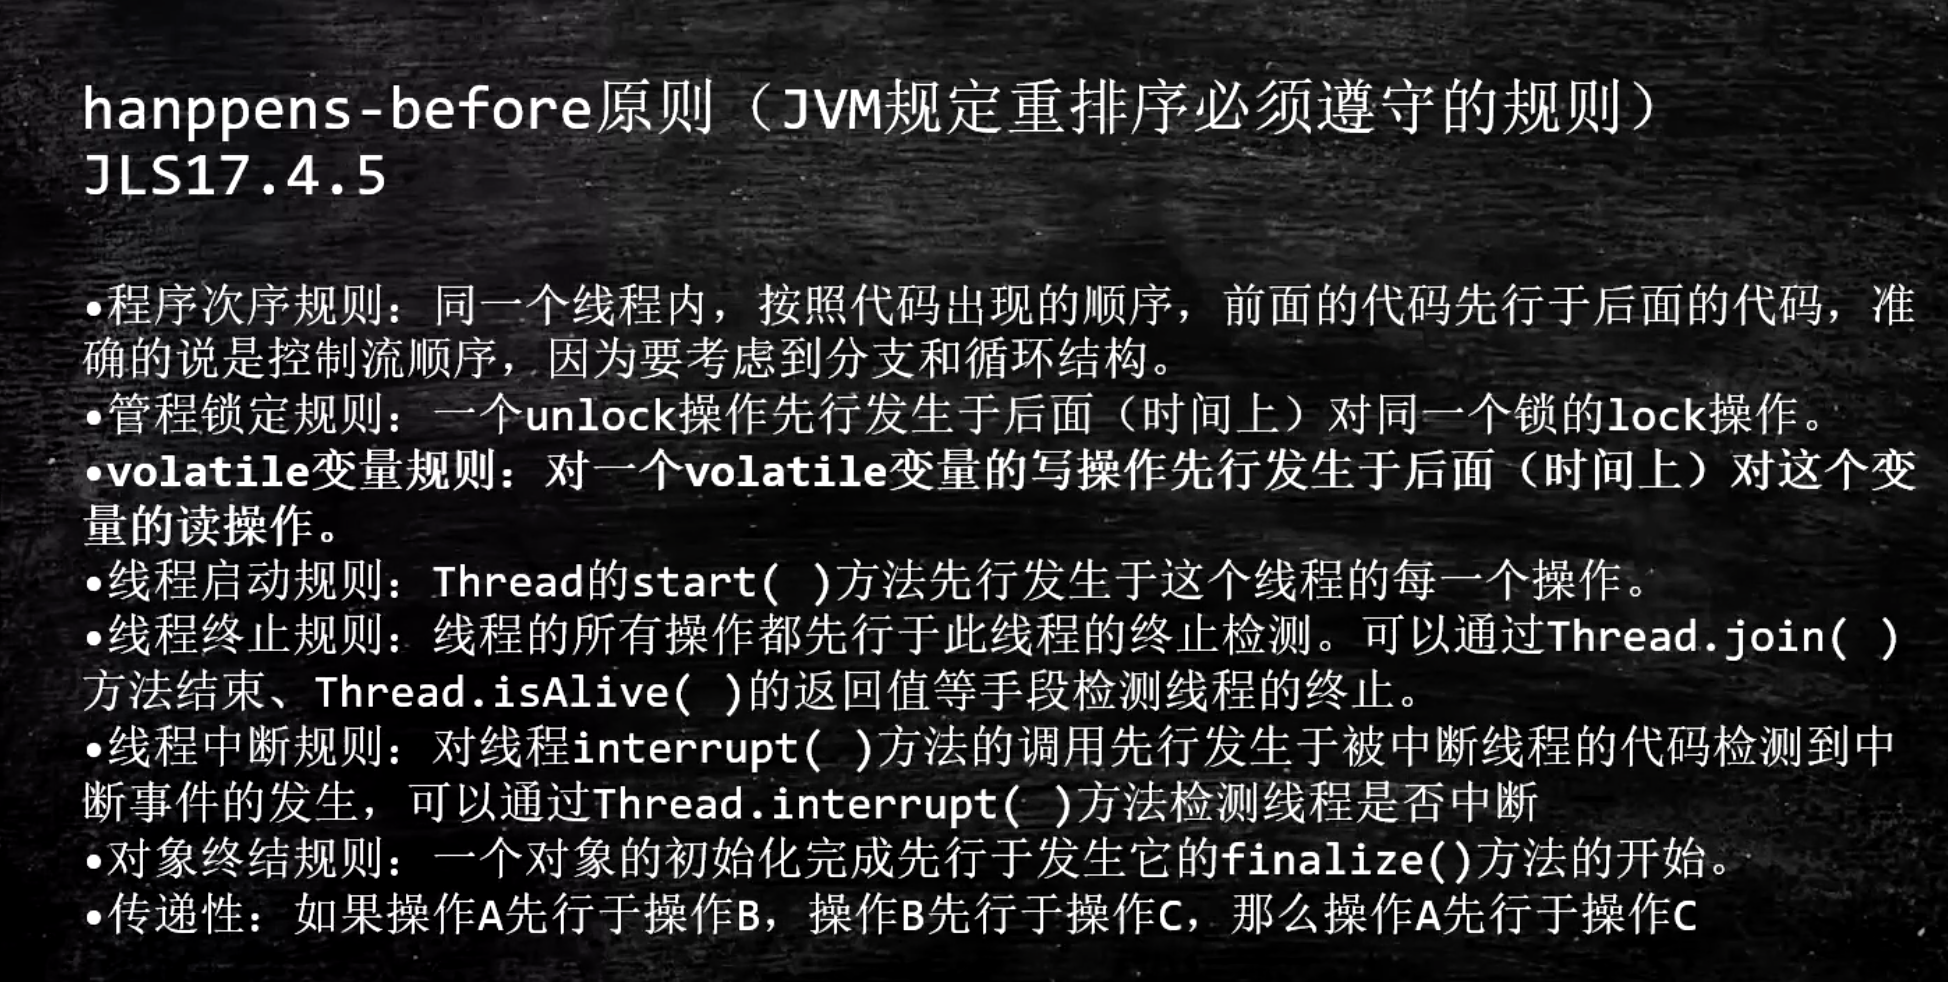 hanppens-before原则（JVM规定重排序必须遵守的规则）
JLS17.4.5
•程序次序规则：同一个线程内，按照代码出现的顺序，前面的代码先行于后面的代码，准
确的说是控制流顺序，因为要考虑到分支和循环结构。
•管程锁定规则：一个unlock操作先行发生于后面（时间上）对同一个锁的lock操作。
•volatile变量规则：对一个volatile变量的写操作先行发生于后面（时间上）对这个变
量的读操作。
•线程启动规则：Thread的start( )方法先行发生于这个线程的每一个操作。
•线程终止规则：线程的所有操作都先行于此线程的终止检测。可以通过Thread.join( )
方法结束、Thread.isAlive( )的返回值等手段检测线程的终止。
•线程中断规则：对线程interrupt( )方法的调用先行发生于被中断线程的代码检测到中
断事件的发生，可以通过Thread.interrupt( )方法检测线程是否中断
•对象终结规则：一个对象的初始化完成先行于发生它的finalize()方法的开始。
•传递性：如果操作A先行于操作B，操作B先行于操作C，那么操作A先行于操作C